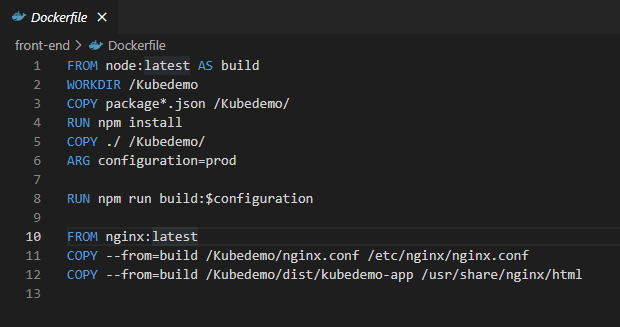 Dockerfile ×
front-end > Dockerfile
1 FROM node:latest AS build
2 WORKDIR /Kubedemo
3 COPY package*.json /Kubedemo/
4 RUN npm install
5 COPY ./ /Kubedemo/
6 ARG configuration=prod
7
8 RUN npm run build:$configuration
9
10 FROM nginx:latest
11 COPY --from=build /Kubedemo/nginx.conf /etc/nginx/nginx.conf
12 COPY --from=build /Kubedemo/dist/kubedemo-app /usr/share/nginx/html
13